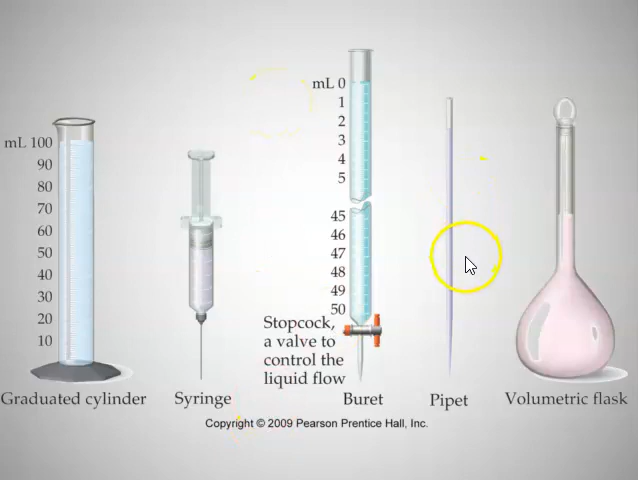 mL 100
90
80
70
60
50
40
30
20
10
Graduated cylinder
Syringe
mL 0
1
2
3
4
5
45
46
47
48
49
50
Stopcock,
a valve to
control the
liquid flow
Buret
Pipet
Volumetric flask
Copyright © 2009 Pearson Prentice Hall, Inc.